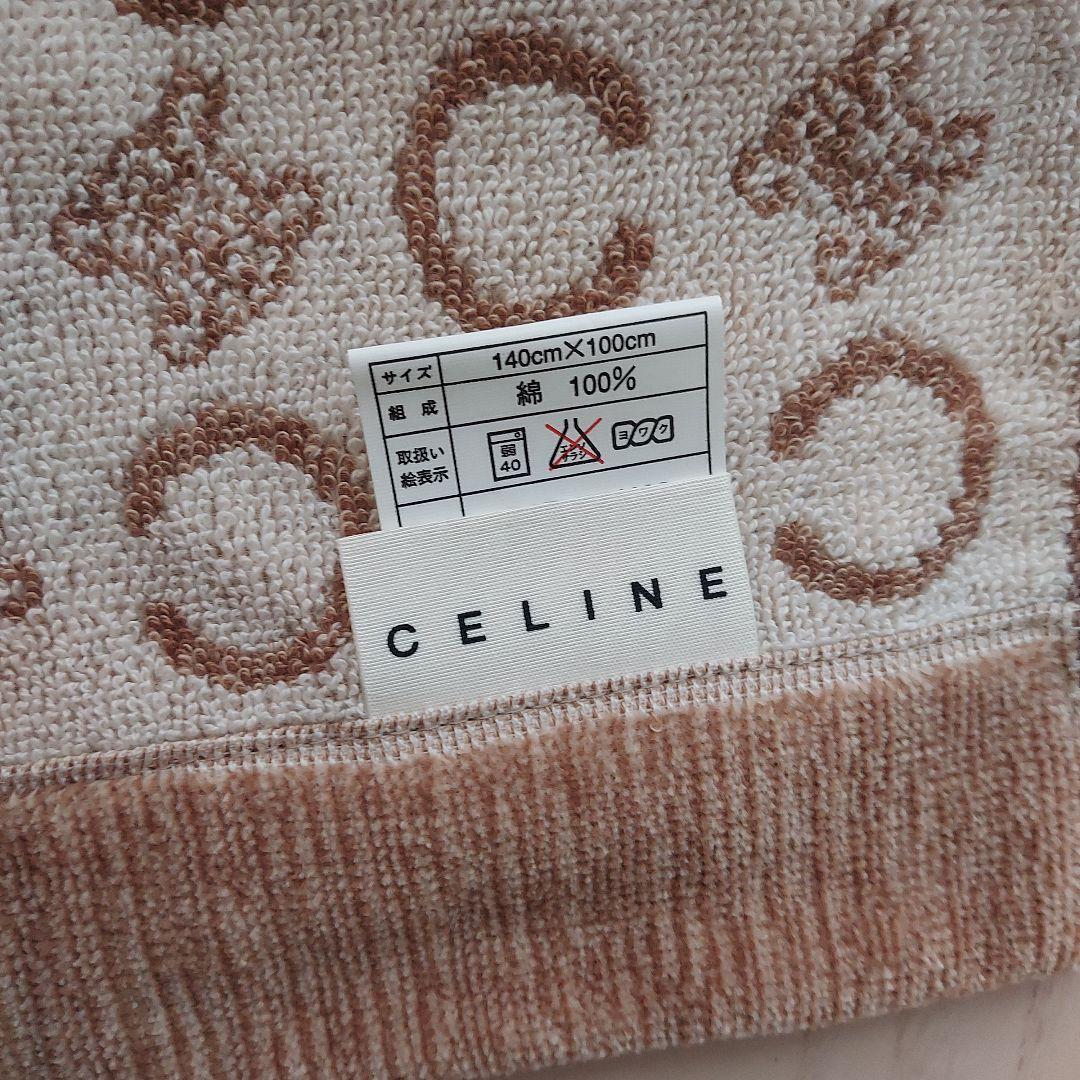 サイズ 140cm×100cm
組成 綿 100%
取扱い
絵表示
弱
40
エンソ
サラシ
ヨワク
CELINE